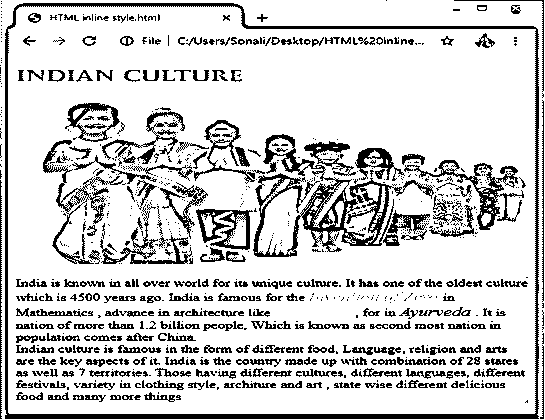 HTML inline style.html
File | C:/Users/Sonali/Desktop/HTML%20inline...
INDIAN CULTURE
India is known in all over world for its unique culture. It has one of the oldest culture
which is 4500 years ago. India is famous for the Invention of Zero in
Mathematics , advance in architecture like , for in Ayurveda . It is
nation of more than 1.2 billion people, Which is known as second most nation in
population comes after China.
Indian culture is famous in the form of different food, Language, religion and arts
are the key aspects of it. India is the country made up with combination of 28 states
as well as 7 territories. Those having different cultures, different languages, different
festivals, variety in clothing style, architure and art , state wise different delicious
food and many more things